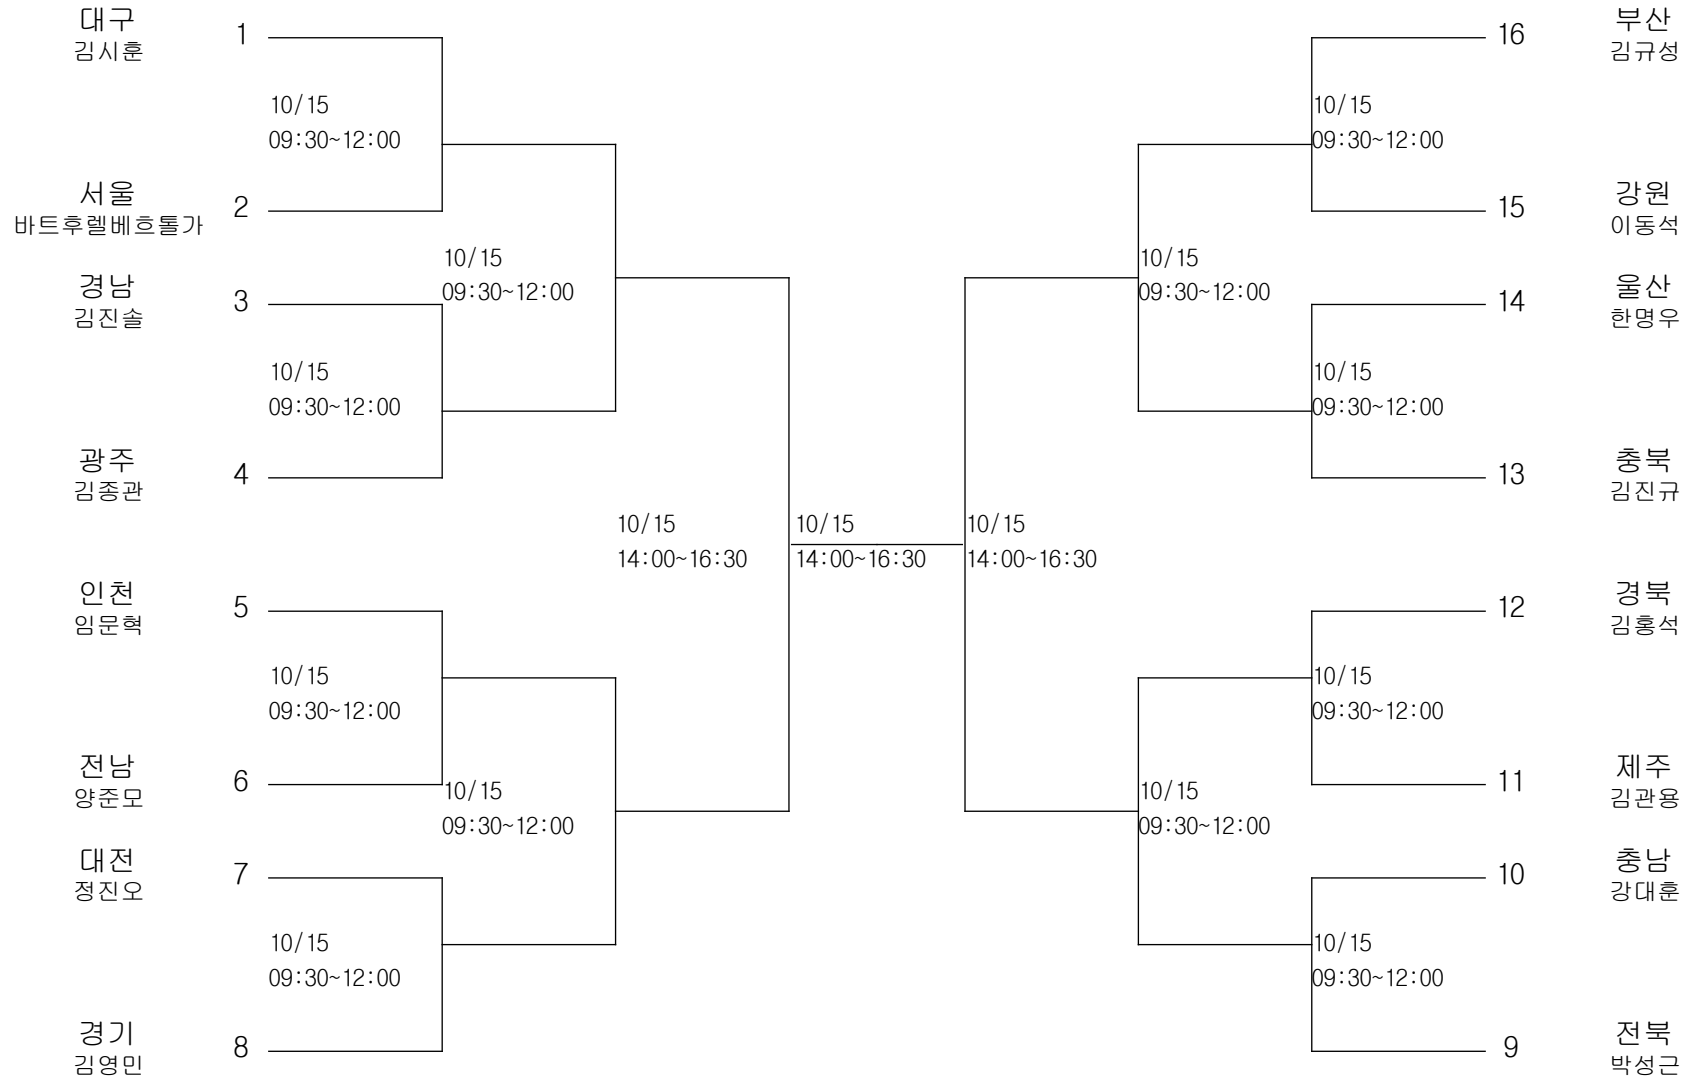 대구
김시훈
1
10/15
09:30~12:00
서울
바트후렐베흐톨가
2
10/15
09:30~12:00
경남
김진솔
3
10/15
09:30~12:00
광주
김종관
4
인천
임문혁
5
10/15
09:30~12:00
전남
양준모
6
10/15
09:30~12:00
대전
정진오
7
10/15
09:30~12:00
경기
김영민
8
10/15
14:00~16:30
10/15
14:00~16:30
10/15
14:00~16:30
16
부산
김규성
10/15
09:30~12:00
15
강원
이동석
10/15
09:30~12:00
14
울산
한명우
10/15
09:30~12:00
13
충북
김진규
12
경북
김홍석
10/15
09:30~12:00
11
제주
김관용
10/15
09:30~12:00
10
충남
강대훈
10/15
09:30~12:00
9
전북
박성근